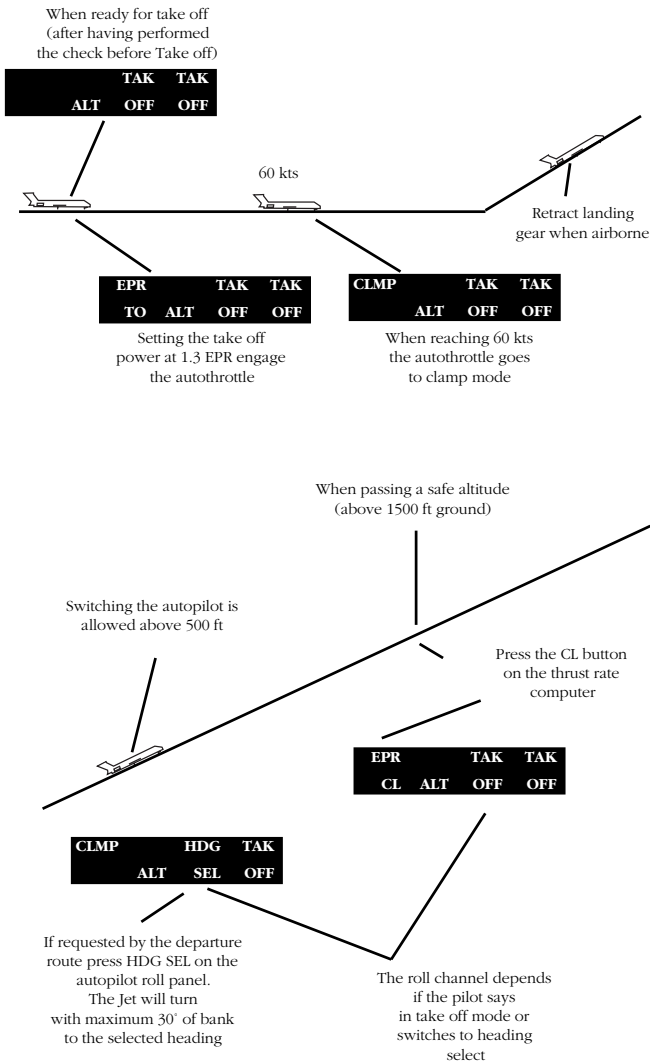 When ready for take off
(after having performed
the check before Take off)
TAK TAK
ALT OFF OFF
60 kts
Retract landing
gear when airborne
EPR TAK TAK
TO ALT OFF OFF
Setting the take off
power at 1.3 EPR engage
the autothrottle
CLMP TAK TAK
ALT OFF OFF
When reaching 60 kts
the autothrottle goes
to clamp mode
When passing a safe altitude
(above 1500 ft ground)
Switching the autopilot is
allowed above 500 ft
Press the CL button
on the thrust rate
computer
EPR TAK TAK
CL ALT OFF OFF
CLMP HDG TAK
ALT SEL OFF
If requested by the departure
route press HDG SEL on the
autopilot roll panel.
The Jet will turn
with maximum 30° of bank
to the selected heading
The roll channel depends
if the pilot says
in take off mode or
switches to heading
select